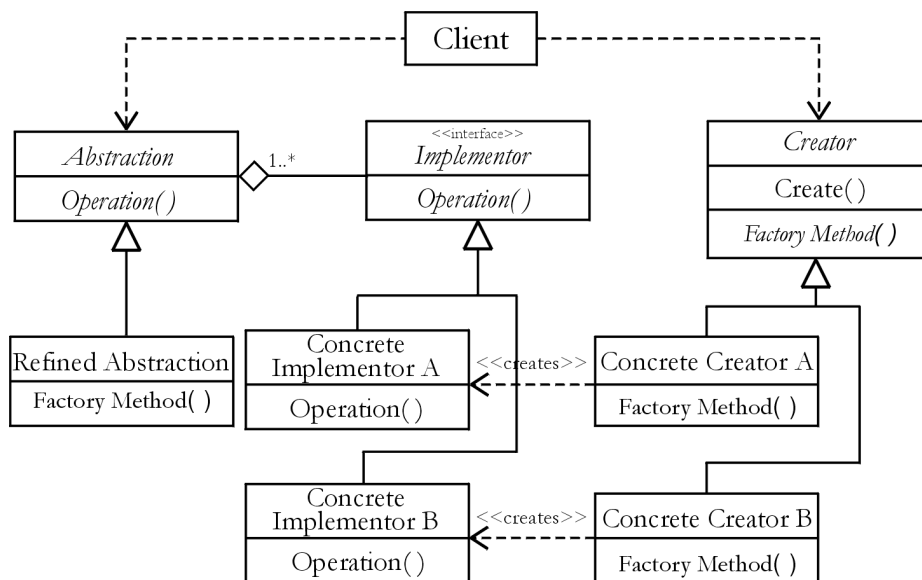 Client
Abstraction
Operation( )
1..*
<<interface>>
Implementor
Operation( )
Creator
Create( )
Factory Method( )
Refined Abstraction
Factory Method( )
Concrete
Implementor A
Operation( )
<<creates>>
Concrete Creator A
Factory Method( )
Concrete
Implementor B
Operation( )
<<creates>>
Concrete Creator B
Factory Method( )